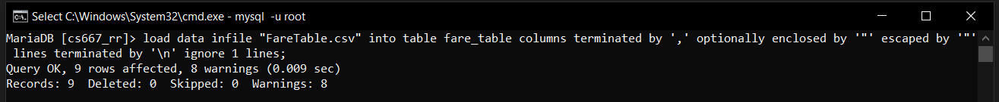 Select C:\Windows\System32\cmd.exe - mysql  -u root
MariaDB [cs667_rr]> load data infile "FareTable.csv" into table fare_table columns terminated by ',' optionally enclosed by '"' escaped by '"'
 lines terminated by '\n' ignore 1 lines;
Query OK, 9 rows affected, 8 warnings (0.009 sec)
Records: 9  Deleted: 0  Skipped: 0  Warnings: 8